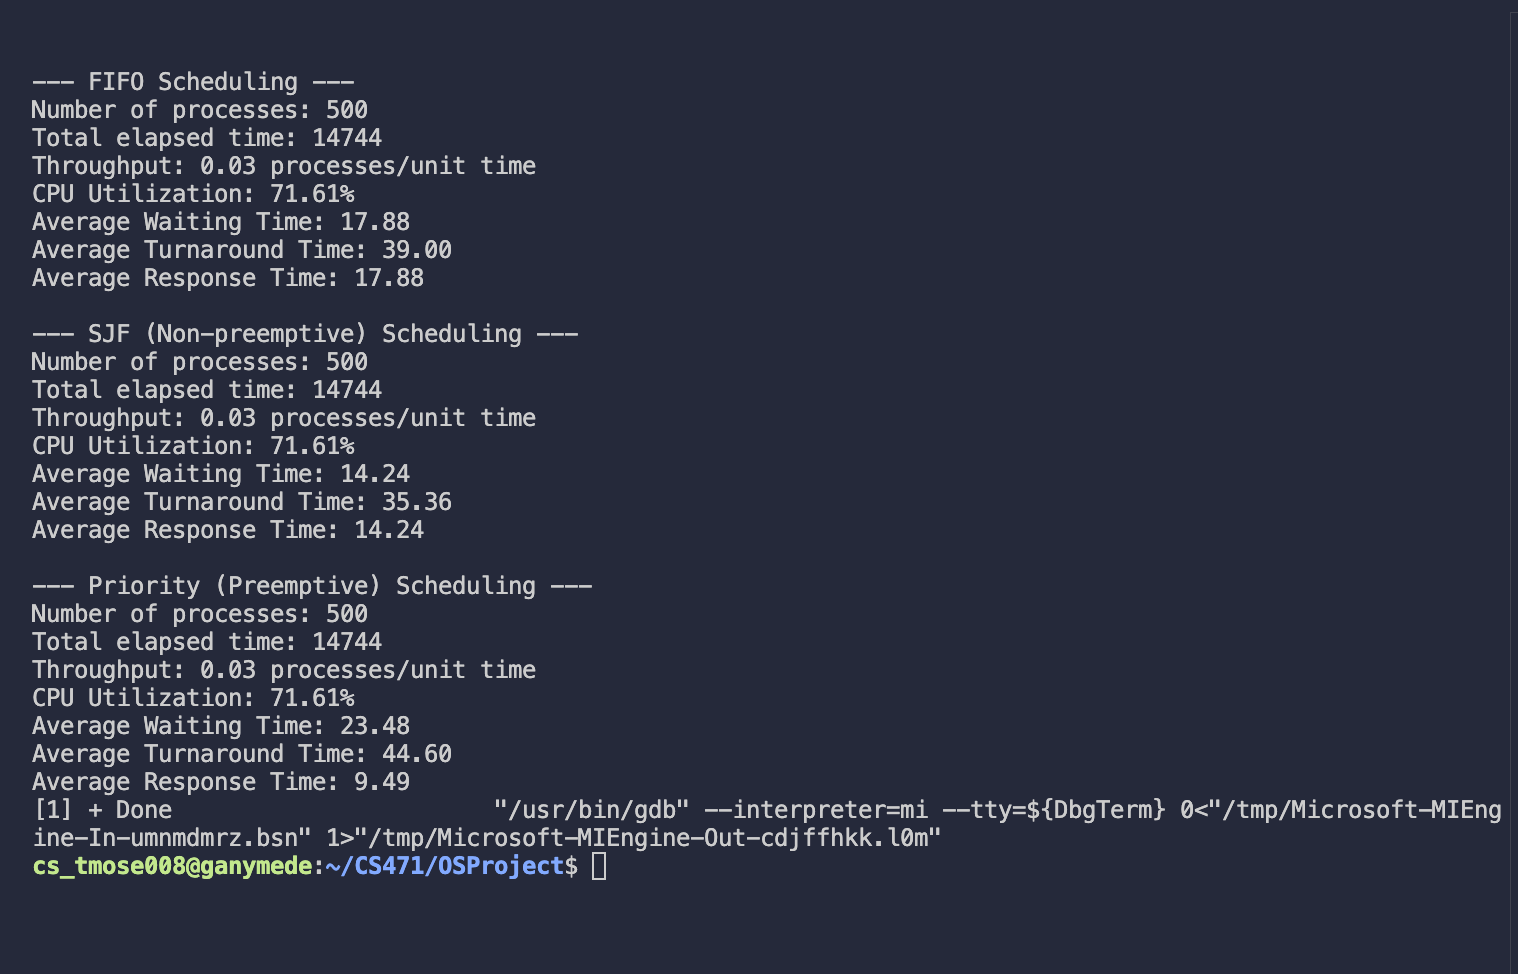 --- FIFO Scheduling ---
Number of processes: 500
Total elapsed time: 14744
Throughput: 0.03 processes/unit time
CPU Utilization: 71.61%
Average Waiting Time: 17.88
Average Turnaround Time: 39.00
Average Response Time: 17.88

--- SJF (Non-preemptive) Scheduling ---
Number of processes: 500
Total elapsed time: 14744
Throughput: 0.03 processes/unit time
CPU Utilization: 71.61%
Average Waiting Time: 14.24
Average Turnaround Time: 35.36
Average Response Time: 14.24

--- Priority (Preemptive) Scheduling ---
Number of processes: 500
Total elapsed time: 14744
Throughput: 0.03 processes/unit time
CPU Utilization: 71.61%
Average Waiting Time: 23.48
Average Turnaround Time: 44.60
Average Response Time: 9.49
[1] + Done                       "/usr/bin/gdb" --interpreter=mi --tty=${DbgTerm} 0<"/tmp/Microsoft-MIEng
ine-In-umnmdmrz.bsn" 1>"/tmp/Microsoft-MIEngine-Out-cdjffhkk.l0m"
cs_tmose008@ganymede:~/CS471/OSProject$